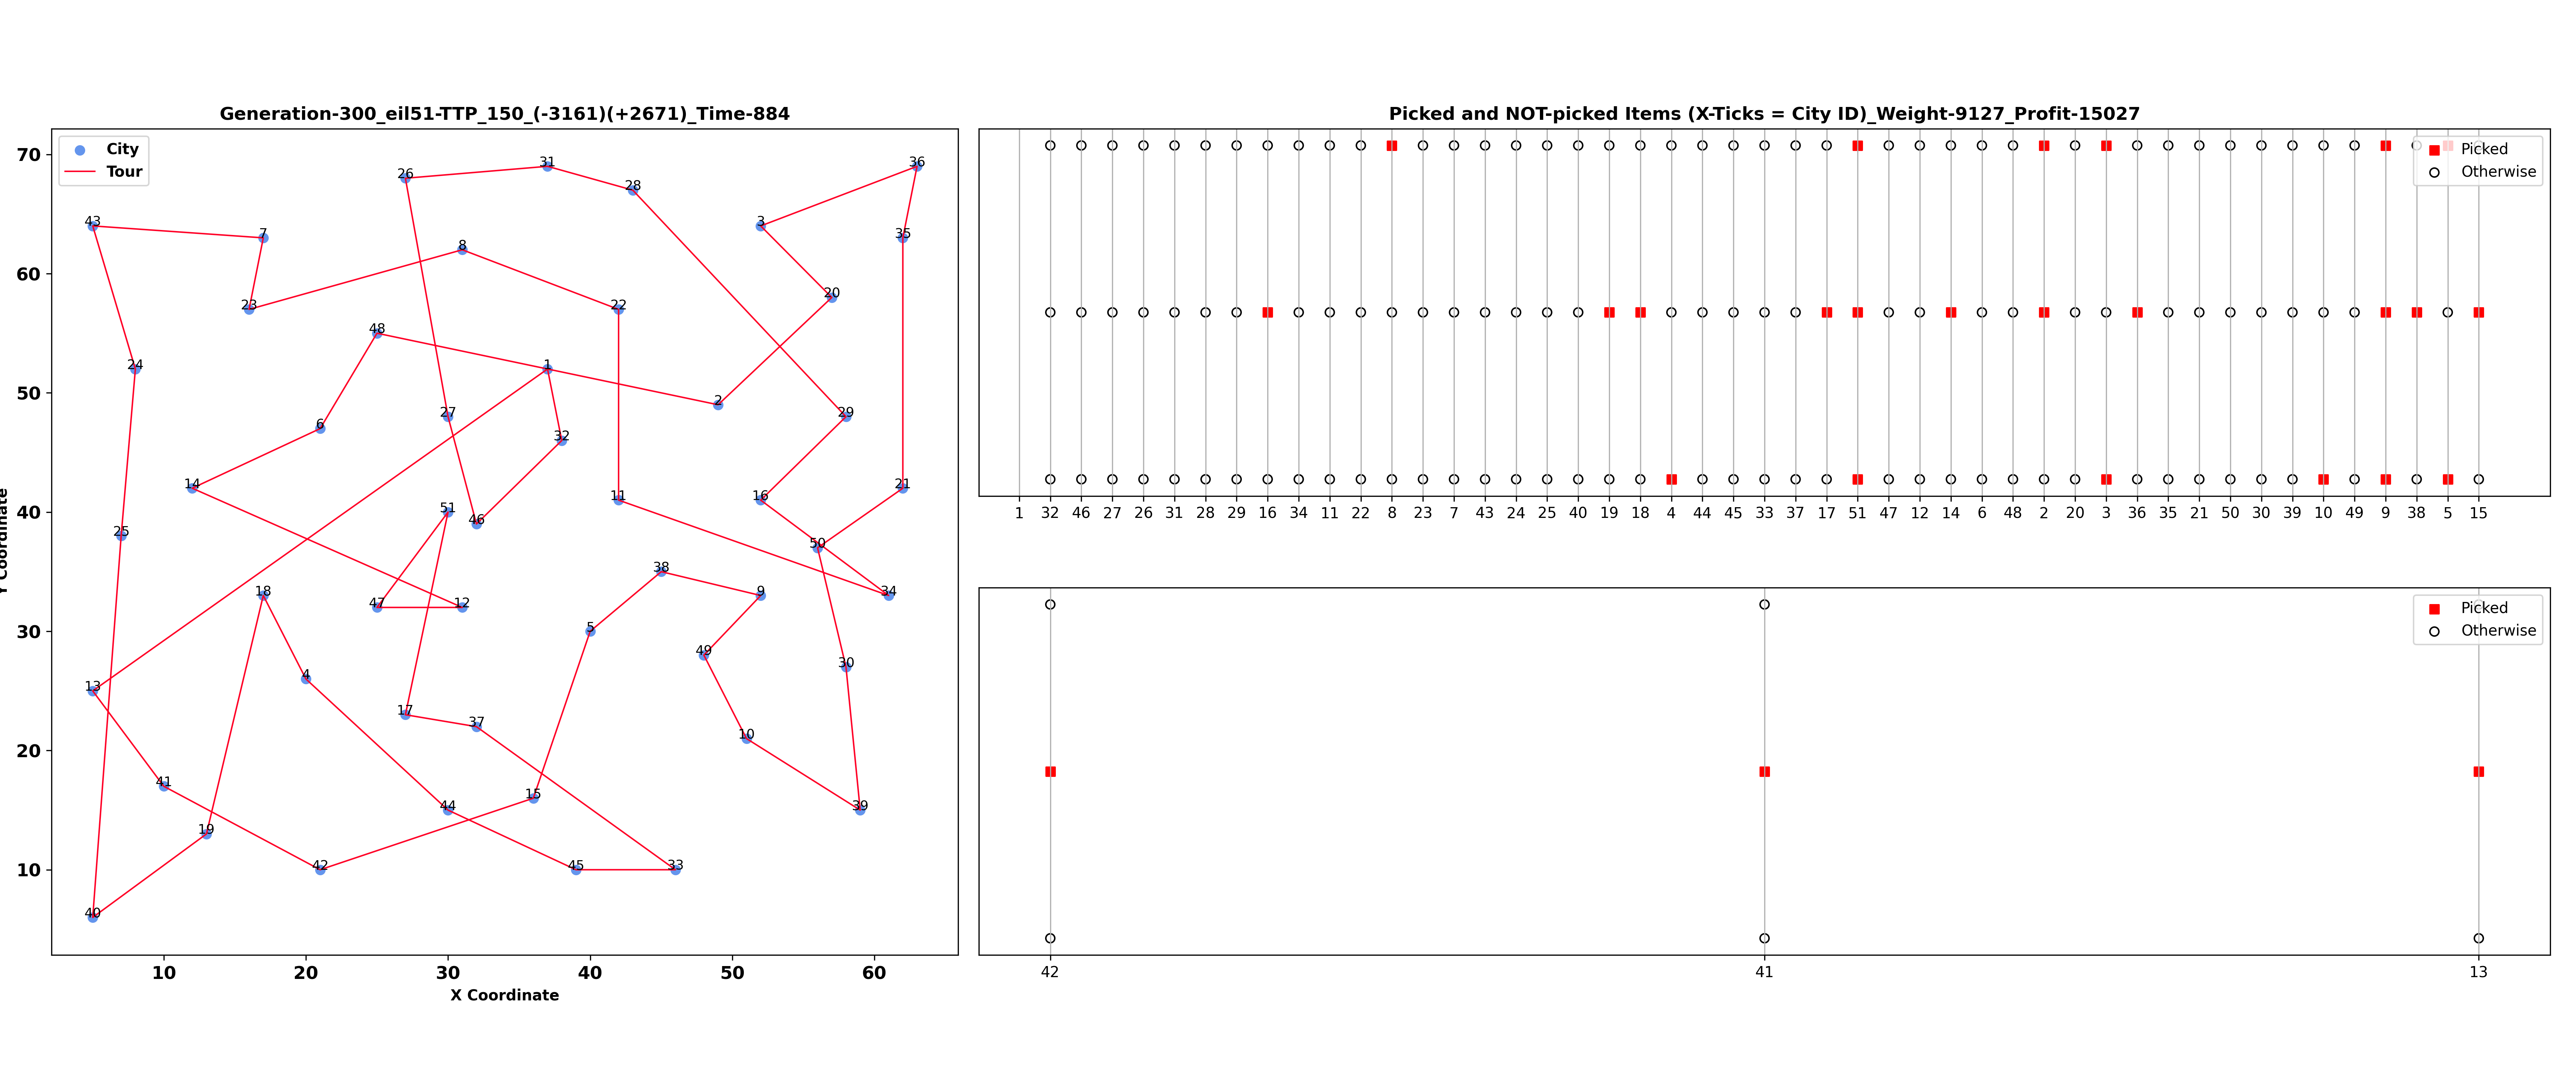 Generation-300_eil51-TTP_150_(-3161)(+2671)_Time-884
City
Tour
70
60
50
40
30
20
10
Y Coordinate
26 31 28 36
43 7 3 35
8
23 22 20
48
24 1
27 2 29
6 32
14 11 16 21
51 46
25 50
38
18 47 12 9 34
5
49 30
4
13 17 37 10
41 15 44 39
19
42 45 33
40
10 20 30 40 50 60
X Coordinate
Picked and NOT-picked Items (X-Ticks = City ID)_Weight-9127_Profit-15027
Picked
Otherwise
1 32 46 27 26 31 28 29 16 34 11 22 8 23 7 43 24 25 40 19 18 4 44 45 33 37 17 51 47 12 14 6 48 2 20 3 36 35 21 50 30 39 10 49 9 38 5 15
Picked
Otherwise
42 41 13